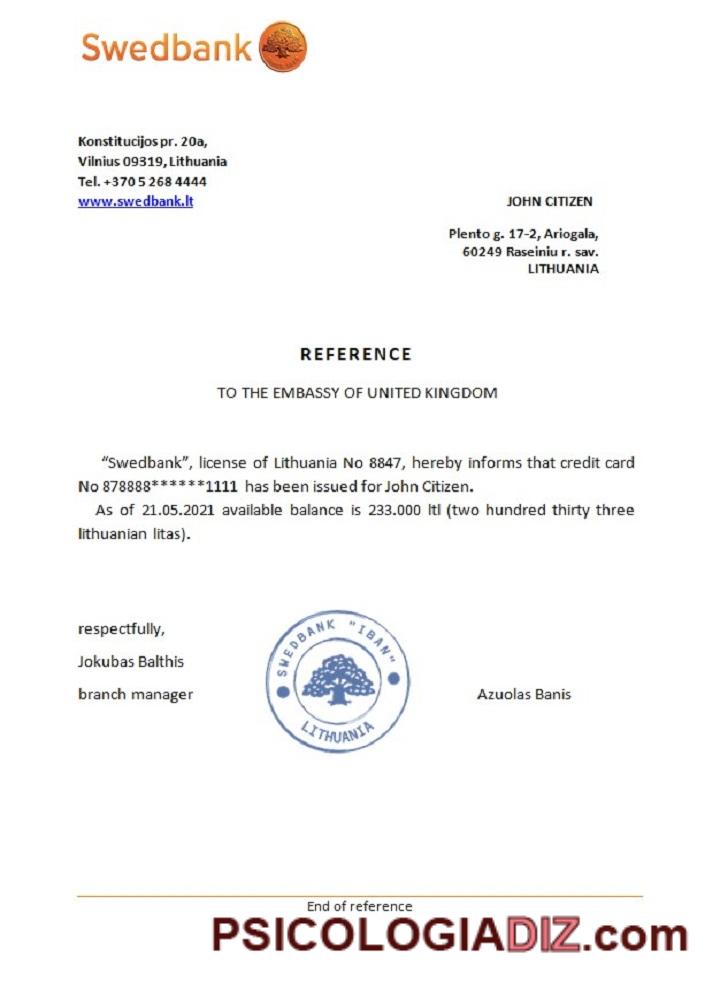 Swedbank
Konstitucijos pr. 20a,
Vilnius 09319, Lithuania
Tel. +370 5 268 4444
www.swedbank.lt
JOHN CITIZEN
Plento g. 17-2, Ariogala,
60249 Raseiniu r. sav.
LITHUANIA
REFERENCE
TO THE EMBASSY OF UNITED KINGDOM
“Swedbank”, license of Lithuania No 8847, hereby informs that credit card
No 878888******1111 has been issued for John Citizen.
As of 21.05.2021 available balance is 233.000 ltl (two hundred thirty three
lithuanian litas).
respectfully,
Jokubas Balthis
branch manager
SWEDBANK "IBAN"
LITHUANIA
Azuolas Banis
End of reference
PSICOLOGIADIZ.com